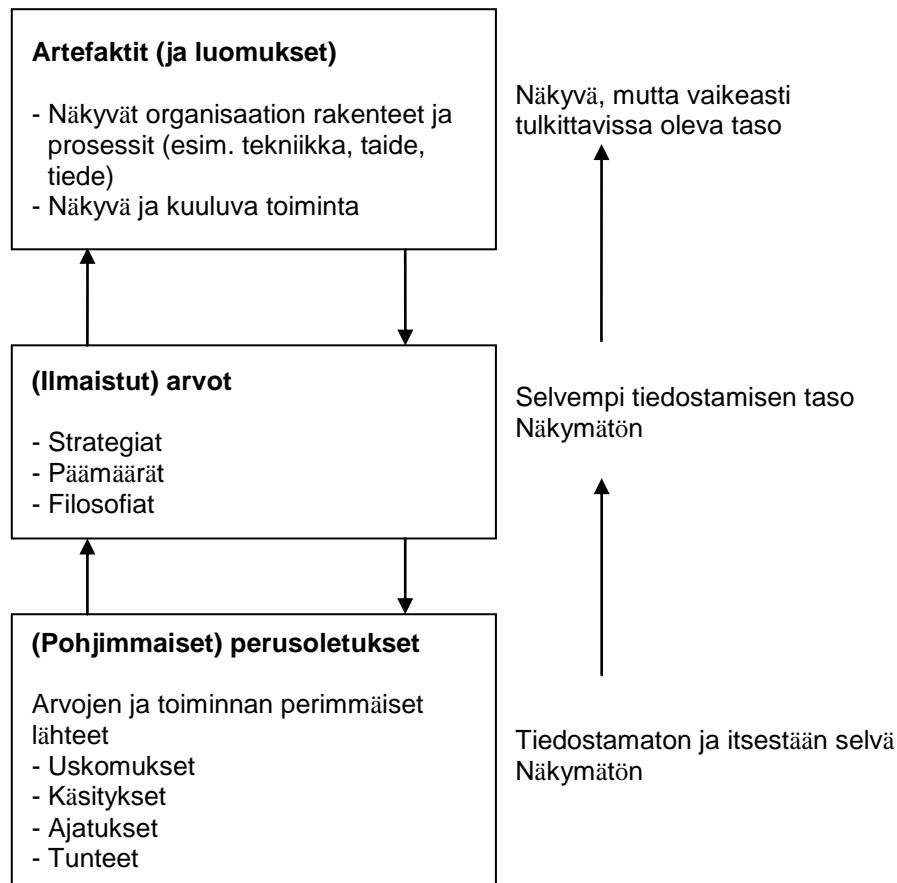 Artefaktit (ja luomukset)
- Näkyvät organisaation rakenteet ja
prosessit (esim. tekniikka, taide,
tiede)
- Näkyvä ja kuuluva toiminta
Näkyvä, mutta vaikeasti
tulkittavissa oleva taso
(Ilmaistut) arvot
- Strategiat
- Päämäärät
- Filosofiat
Selvempi tiedostamisen taso
Näkymätön
(Pohjimmaiset) perusoletukset
Arvojen ja toiminnan perimmäiset
lähteet
- Uskomukset
- Käsitykset
- Ajatukset
- Tunteet
Tiedostamaton ja itsestään selvä
Näkymätön